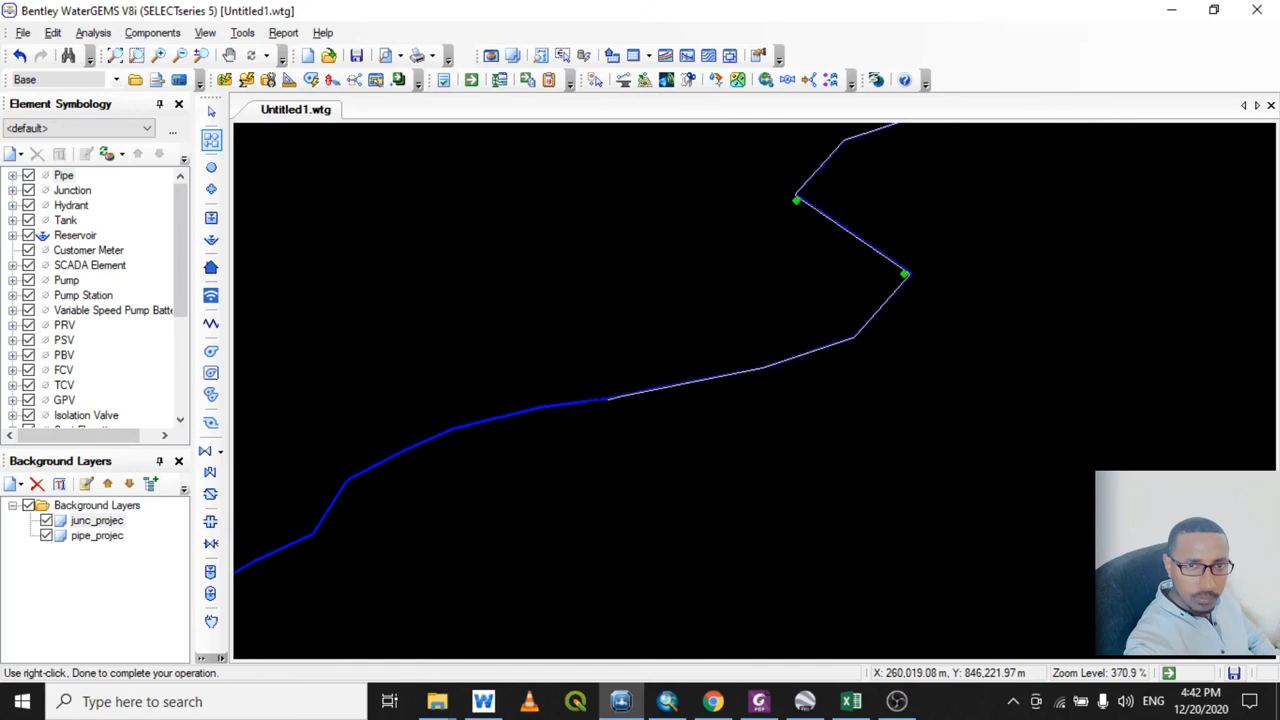 Bentley WaterGEMS V8i (SELECTseries 5) [Untitled1.wtg]
File Edit Analysis Components View Tools Report Help
Base
Element Symbology
<default>
Pipe
Junction
Hydrant
Tank
Reservoir
Customer Meter
SCADA Element
Pump
Pump Station
Variable Speed Pump Batte
PRV
PSV
PBV
FCV
TCV
GPV
Isolation Valve
Background Layers
Background Layers
junc_projec
pipe_projec
Untitled1.wtg
Use right-click, Done to complete your operation.
X: 260,019.08 m, Y: 846,221.97 m
Zoom Level: 370.9 %
Type here to search
ENG
4:42 PM
12/20/2020